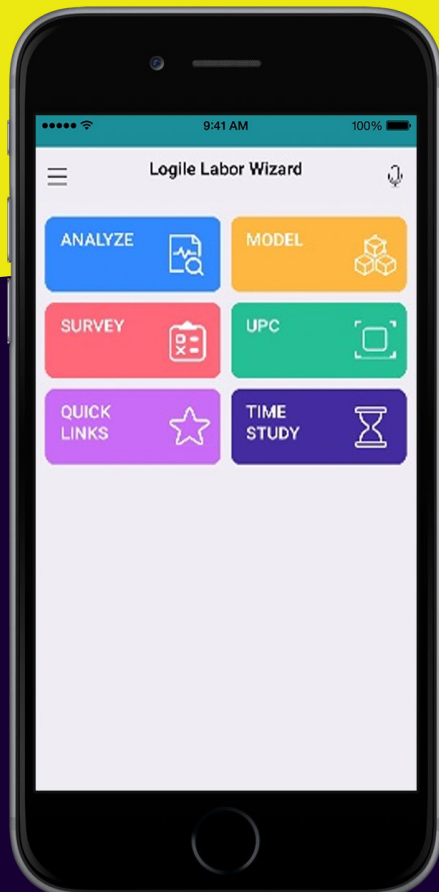 9:41 AM
100%
Logile Labor Wizard
ANALYZE
MODEL
SURVEY
UPC
QUICK
LINKS
TIME
STUDY